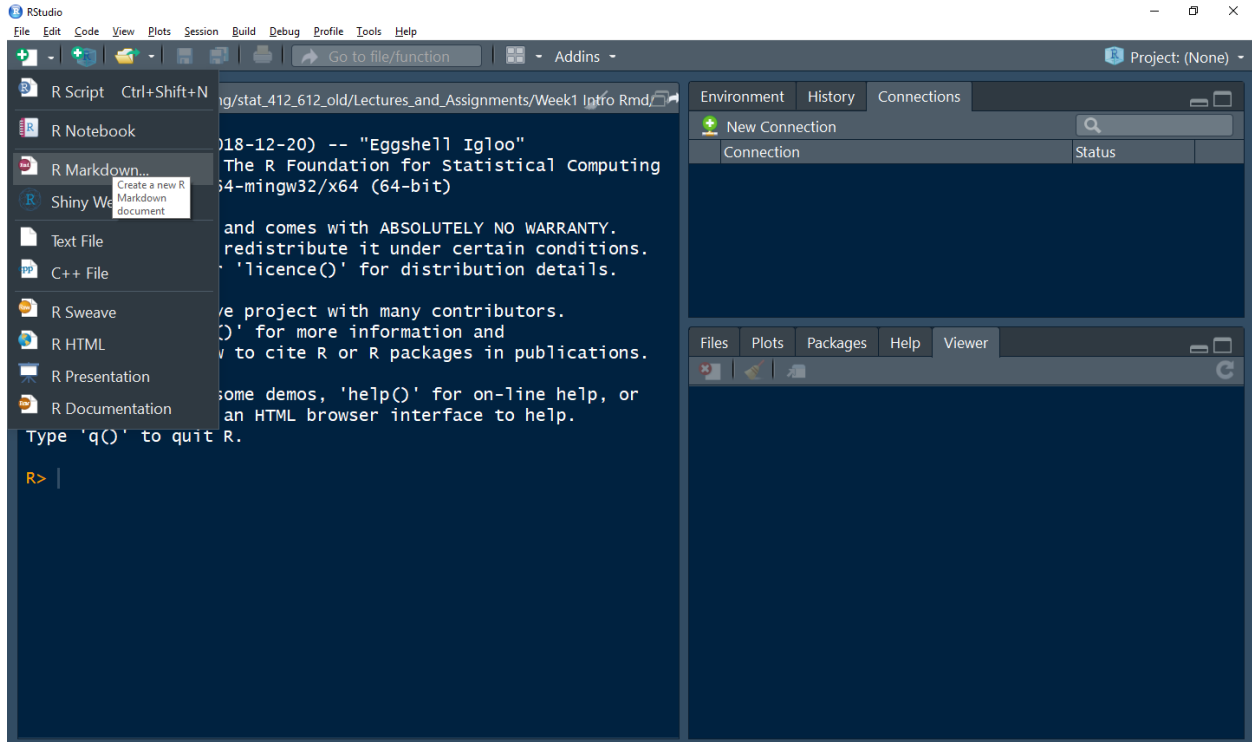 RStudio
File Edit Code View Plots Session Build Debug Profile Tools Help
Go to file/function Addins Project: (None)
R Script Ctrl+Shift+N
R Notebook
R Markdown...
Create a new R
Markdown
document
Shiny We
Text File
C++ File
R Sweave
R HTML
R Presentation
R Documentation
ng/stat_412_612_old/Lectures_and_Assignments/Week1 Intro Rmd/
018-12-20) -- "Eggshell Igloo"
The R Foundation for Statistical Computing
64-mingw32/x64 (64-bit)
and comes with ABSOLUTELY NO WARRANTY.
redistribute it under certain conditions.
'licence()' for distribution details.
project with many contributors.
()' for more information and
to cite R or R packages in publications.
some demos, 'help()' for on-line help, or
an HTML browser interface to help.
Type 'q()' to quit R.
R>
Environment History Connections
New Connection
Connection Status
Files Plots Packages Help Viewer